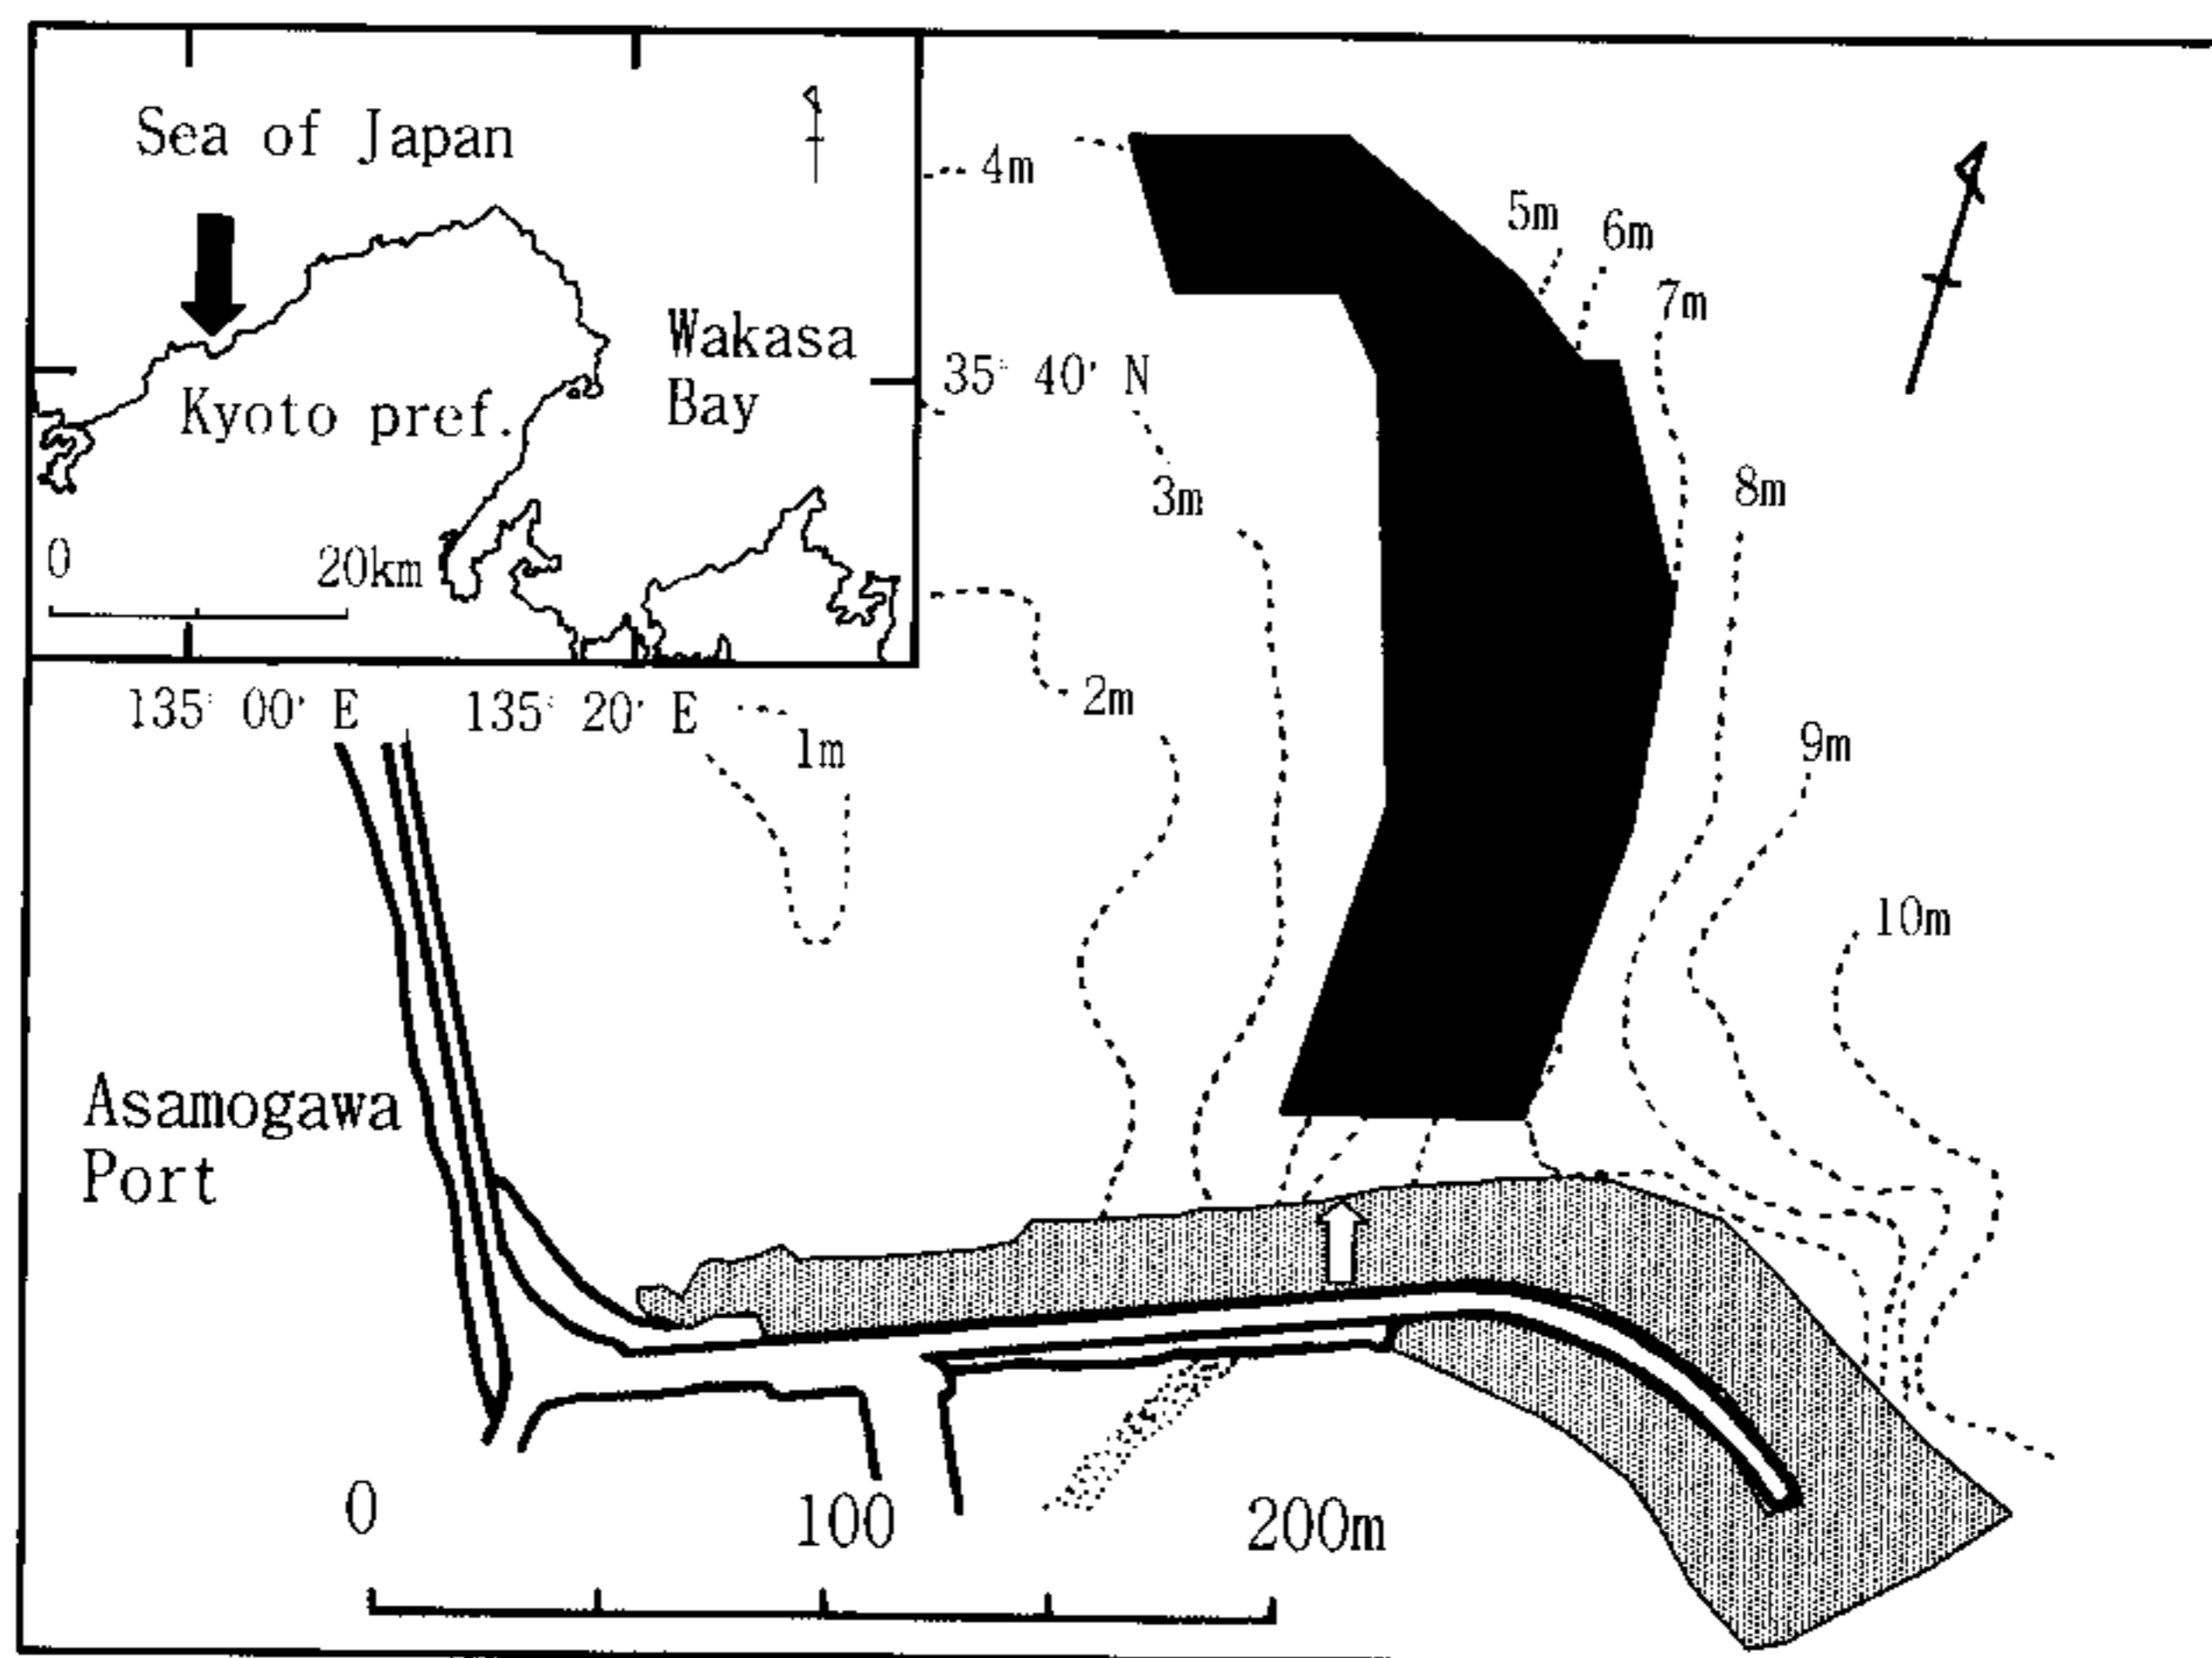 Sea of Japan
Wakasa
Bay
Kyoto pref.
0
20km
35° 40' N
135° 00' E
135° 20' E
4m
5m
6m
7m
3m
8m
2m
1m
9m
10m
Asamogawa
Port
0
100
200m